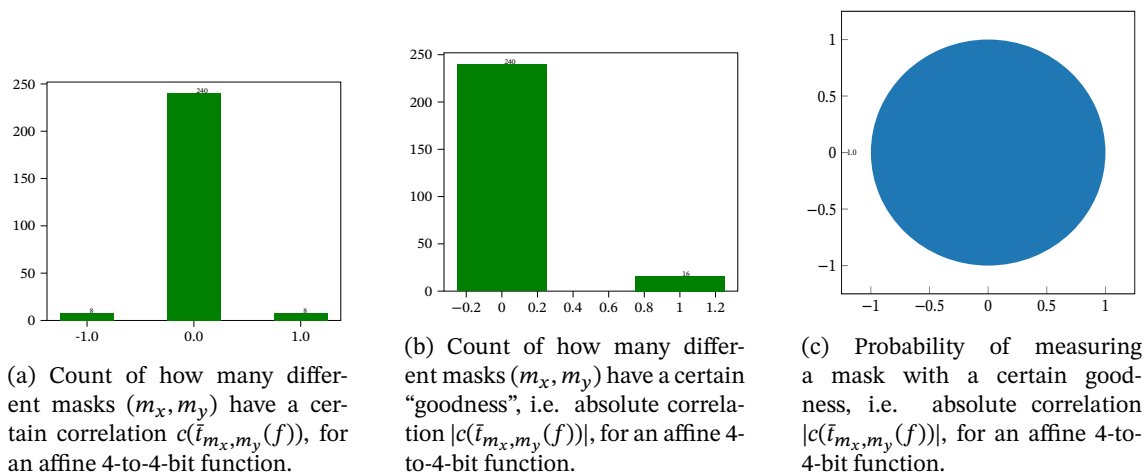 250
200
150
100
50
0
8
240
8
-1.0
0.0
1.0
(a) Count of how many differ-
ent masks (mₓ, m_y) have a cer-
tain correlation c(t̄_{mₓ,m_y}(f)), for
an affine 4-to-4-bit function.
250
200
150
100
50
0
240
16
−0.2 0 0.2 0.4 0.6 0.8 1 1.2
(b) Count of how many differ-
ent masks (mₓ, m_y) have a certain
“goodness”, i.e. absolute correla-
tion |c(t̄_{mₓ,m_y}(f))|, for an affine 4-
to-4-bit function.
1
0.5
0
−0.5
−1
1.0
−1 −0.5 0 0.5 1
(c) Probability of measuring
a mask with a certain good-
ness, i.e. absolute correlation
|c(t̄_{mₓ,m_y}(f))|, for an affine 4-to-
4-bit function.